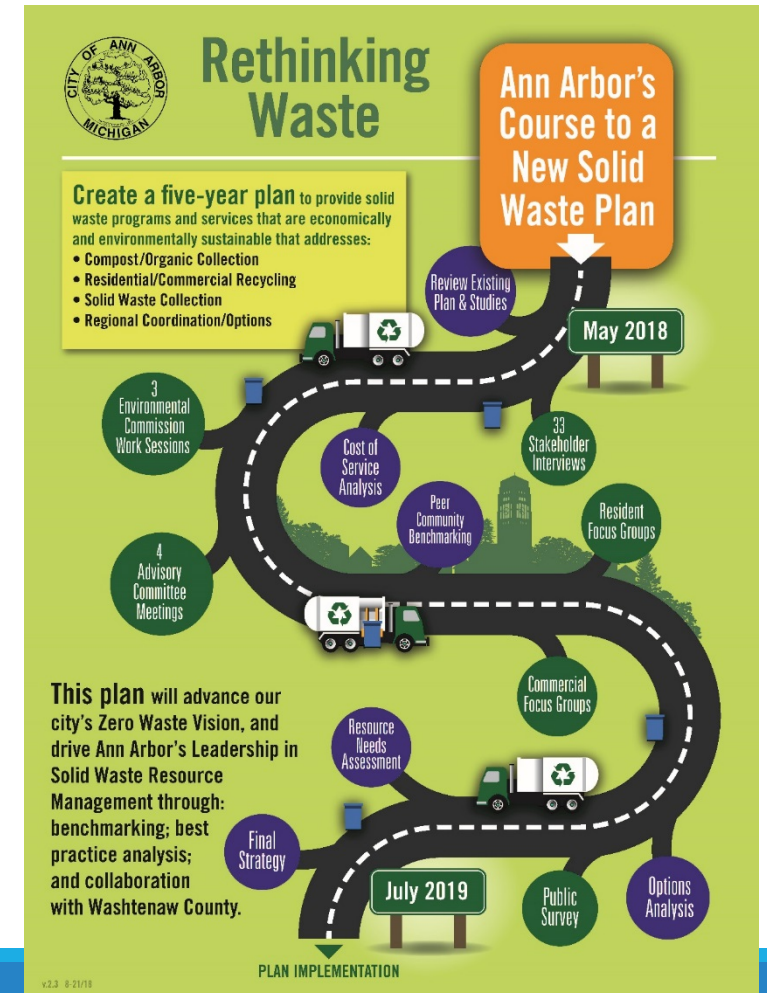 CITY OF ANN ARBOR
MICHIGAN
Rethinking
Waste
Ann Arbor's
Course to a
New Solid
Waste Plan
Create a five-year plan to provide solid
waste programs and services that are economically
and environmentally sustainable that addresses:
• Compost/Organic Collection
• Residential/Commercial Recycling
• Solid Waste Collection
• Regional Coordination/Options
Review Existing
Plan & Studies
May 2018
3
Environmental
Commission
Work Sessions
Cost of
Service
Analysis
33
Stakeholder
Interviews
Peer
Community
Benchmarking
Resident
Focus Groups
4
Advisory
Committee
Meetings
Commercial
Focus Groups
This plan will advance our
city's Zero Waste Vision, and
drive Ann Arbor's Leadership in
Solid Waste Resource
Management through:
benchmarking; best
practice analysis;
and collaboration
with Washtenaw County.
Resource
Needs
Assessment
Final
Strategy
July 2019
Public
Survey
Options
Analysis
PLAN IMPLEMENTATION
v.2.3 8-21/18